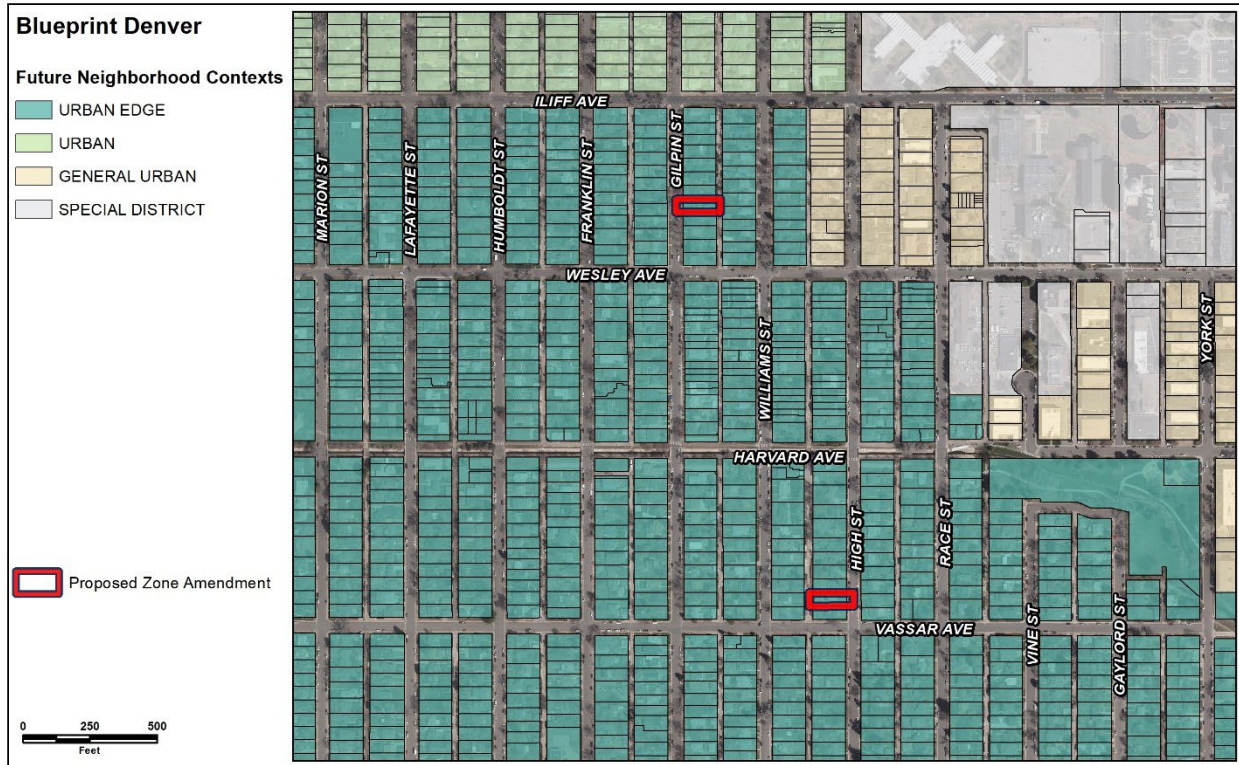 Blueprint Denver
Future Neighborhood Contexts
URBAN EDGE
URBAN
GENERAL URBAN
SPECIAL DISTRICT
Proposed Zone Amendment
0 250 500
Feet
ILIFF AVE
MARION ST
LAFAYETTE ST
HUMBOLDT ST
FRANKLIN ST
GILPIN ST
WESLEY AVE
WILLIAMS ST
YORK ST
HARVARD AVE
HIGH ST
RACE ST
VASSAR AVE
VINE ST
GAYLORD ST